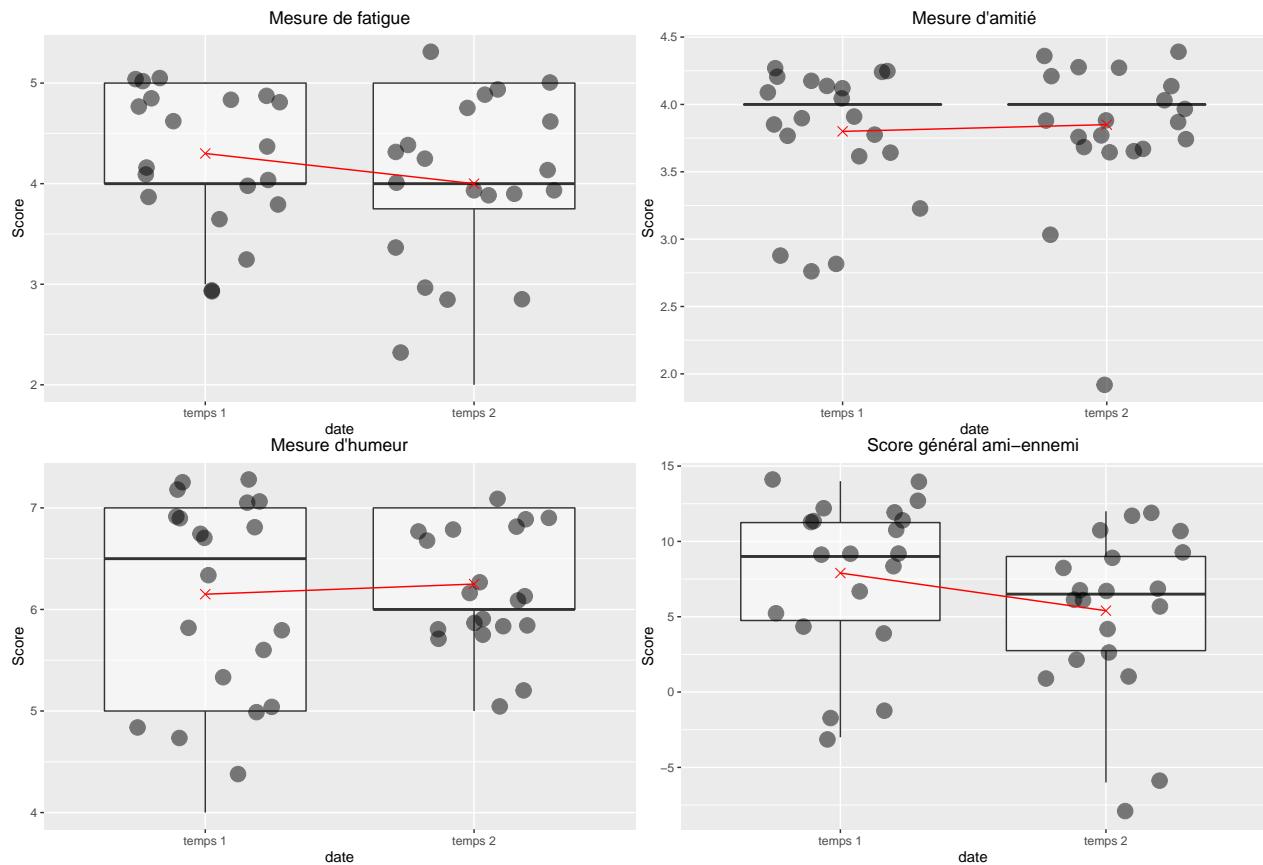 Mesure de fatigue
5
4
3
2
Score
temps 1
temps 2
date
Mesure d'amitié
4.5
4.0
3.5
3.0
2.5
2.0
Score
temps 1
temps 2
date
Mesure d'humeur
7
6
5
4
Score
temps 1
temps 2
date
Score général ami−ennemi
15
10
5
0
−5
Score
temps 1
temps 2
date